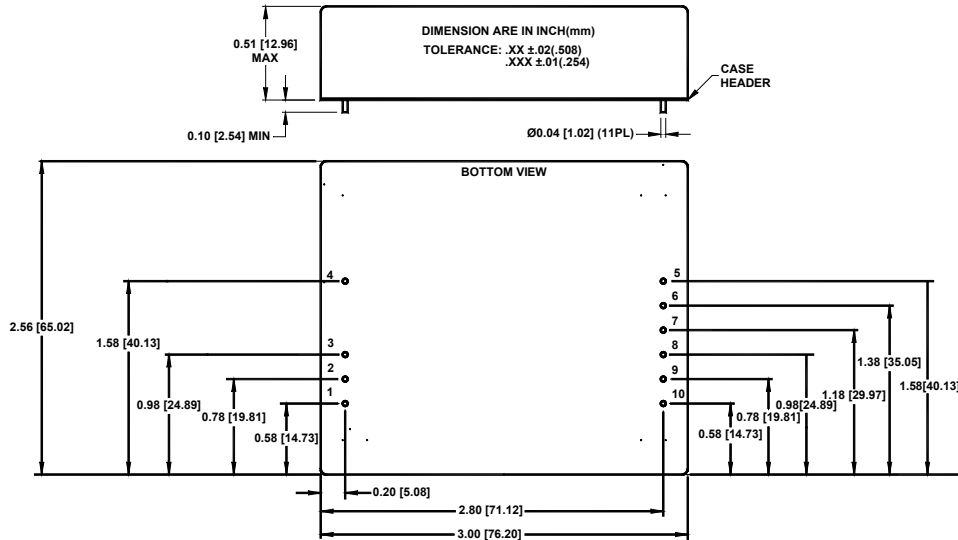 0.51 [12.96]
MAX
DIMENSION ARE IN INCH(mm)
TOLERANCE: .XX ±.02(.508)
.XXX ±.01(.254)
CASE
HEADER
0.10 [2.54] MIN
Ø0.04 [1.02] (11PL)
BOTTOM VIEW
4
5
6
2.56 [65.02]
7
1.58 [40.13]
3
8
1.38 [35.05]
2
9
1.18 [29.97]
1.58[40.13]
1
10
0.98 [24.89]
0.98[24.89]
0.78 [19.81]
0.78 [19.81]
0.58 [14.73]
0.58 [14.73]
0.20 [5.08]
2.80 [71.12]
3.00 [76.20]